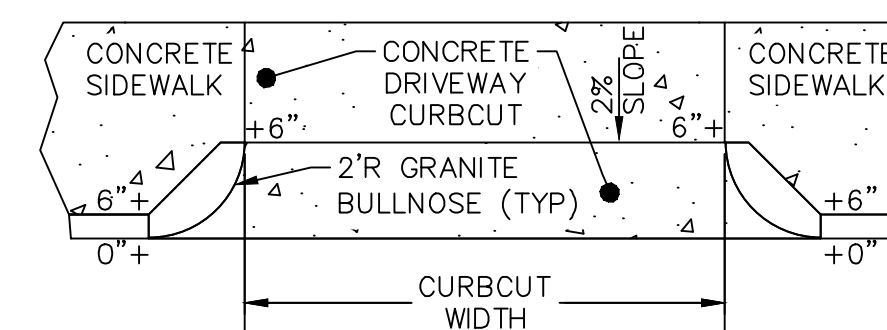 CONCRETE
SIDEWALK
CONCRETE
DRIVEWAY
CURBCUT
2%
SLOPE
CONCRETE
SIDEWALK
+6"
6"+
2'R GRANITE
BULLNOSE (TYP)
6"+
0"+
+6"
+0"
CURBCUT
WIDTH